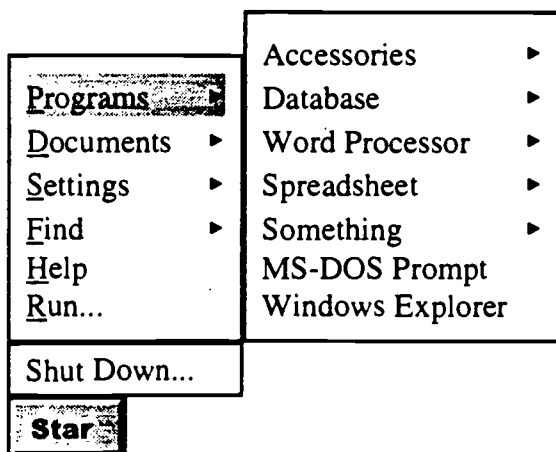 Programs
Documents
Settings
Find
Help
Run...
Shut Down...
Star
Accessories
Database
Word Processor
Spreadsheet
Something
MS-DOS Prompt
Windows Explorer